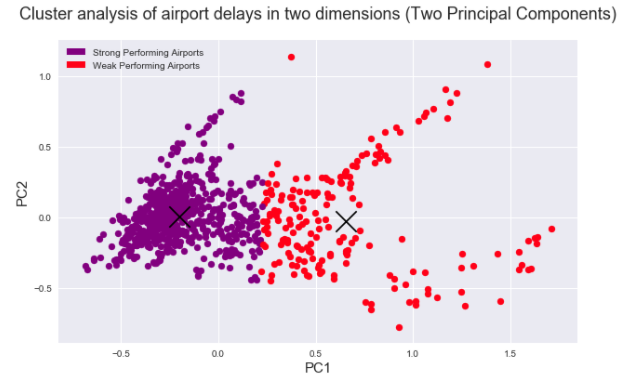 Cluster analysis of airport delays in two dimensions (Two Principal Components)
Strong Performing Airports
Weak Performing Airports
1.0
0.5
0.0
−0.5
PC2
−0.5
0.0
0.5
1.0
1.5
PC1